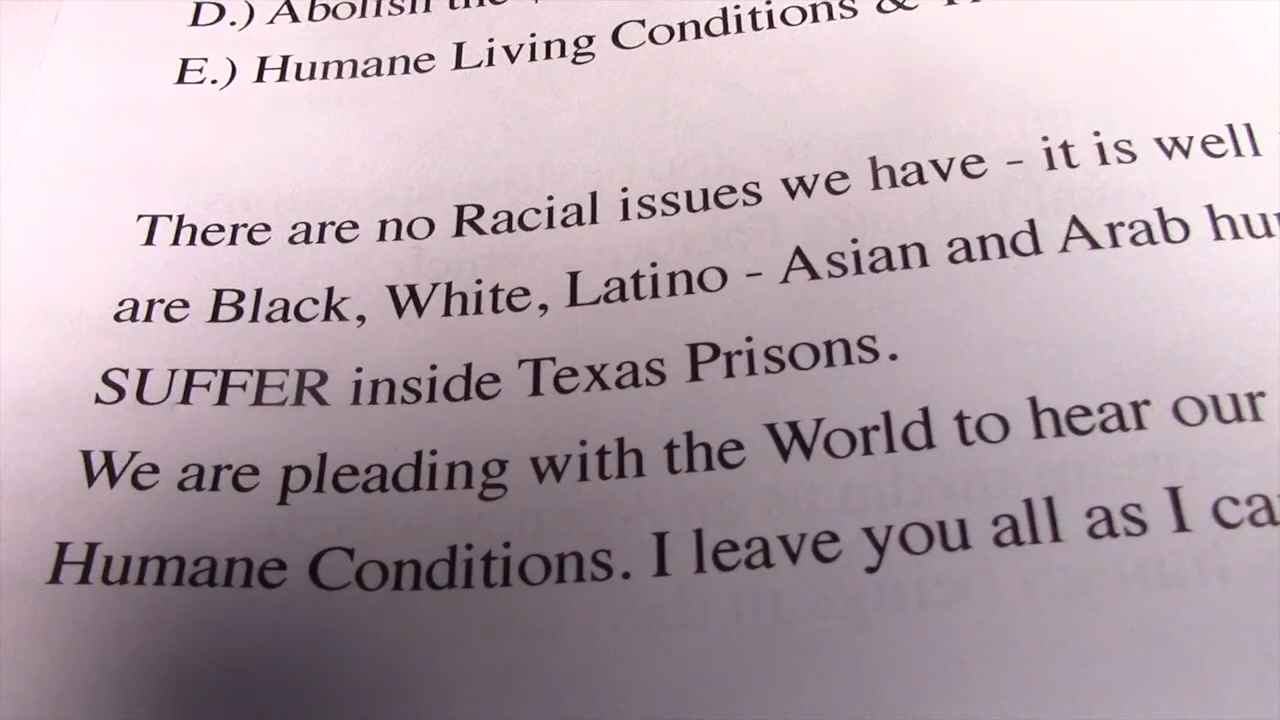 D.) Abolish the
E.) Humane Living Conditions &
There are no Racial issues we have - it is well
are Black, White, Latino - Asian and Arab
SUFFER inside Texas Prisons.
We are pleading with the World to hear our
Humane Conditions. I leave you all as I